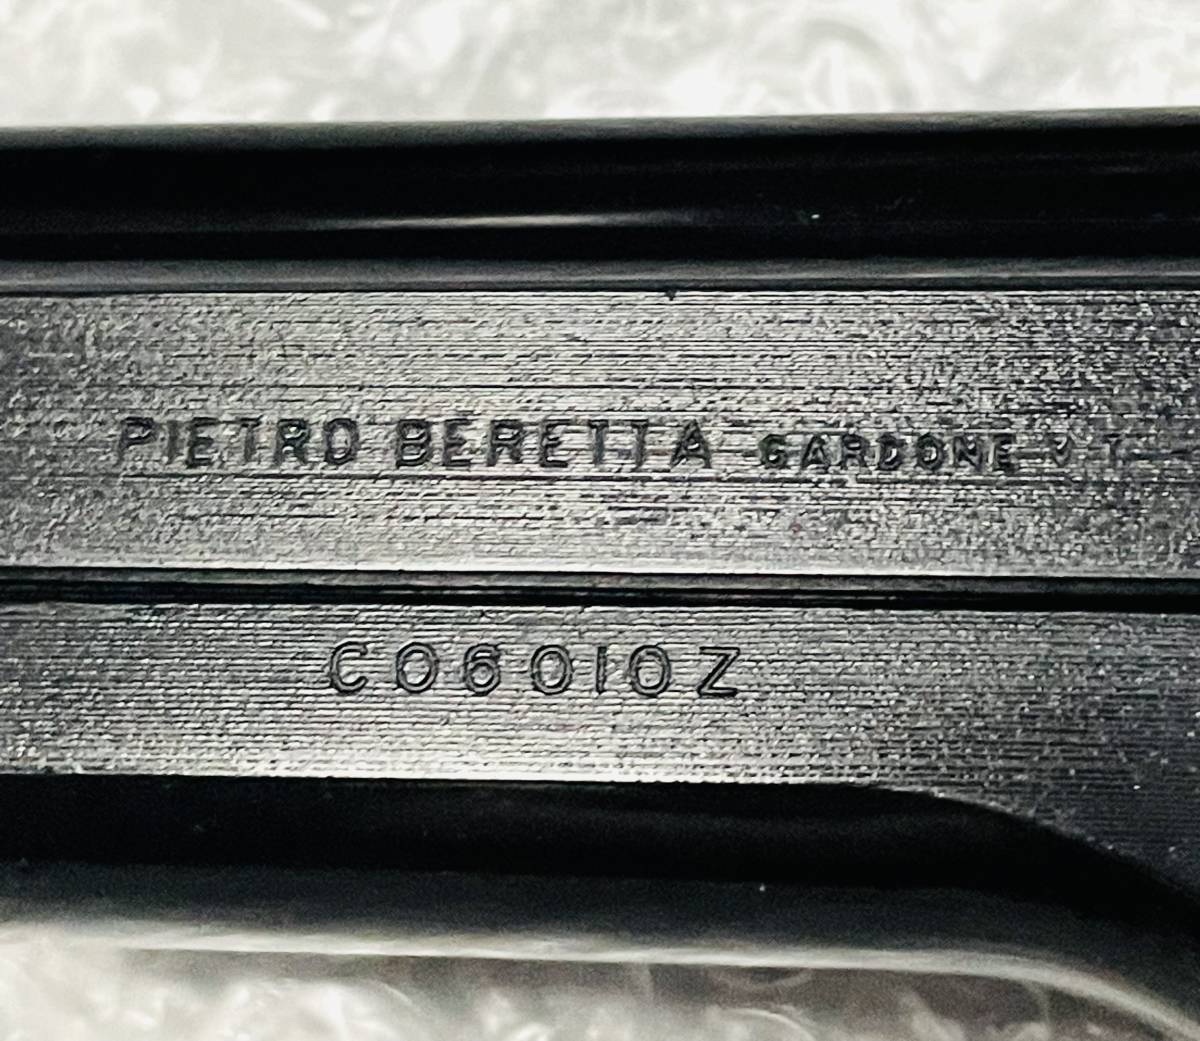 PIETRO BERETTA GARDONE V T
C06010Z